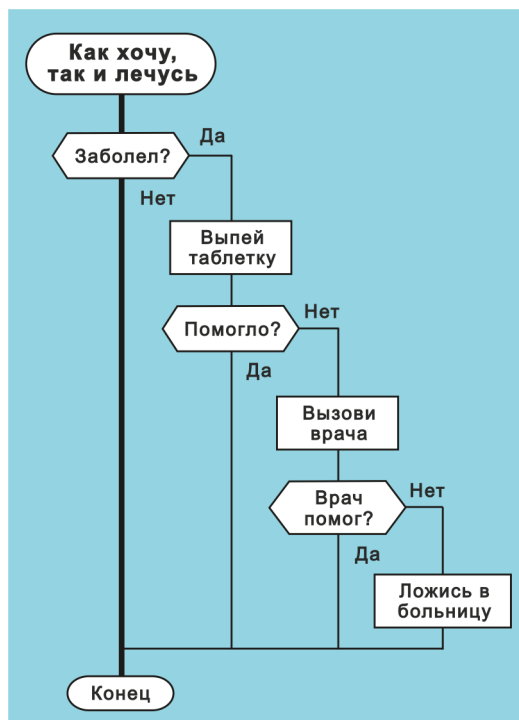 Как хочу,
так и лечусь
Заболел?
Да
Нет
Выпей
таблетку
Помогло?
Нет
Да
Вызови
врача
Врач
помог?
Нет
Да
Ложись в
больницу
Конец